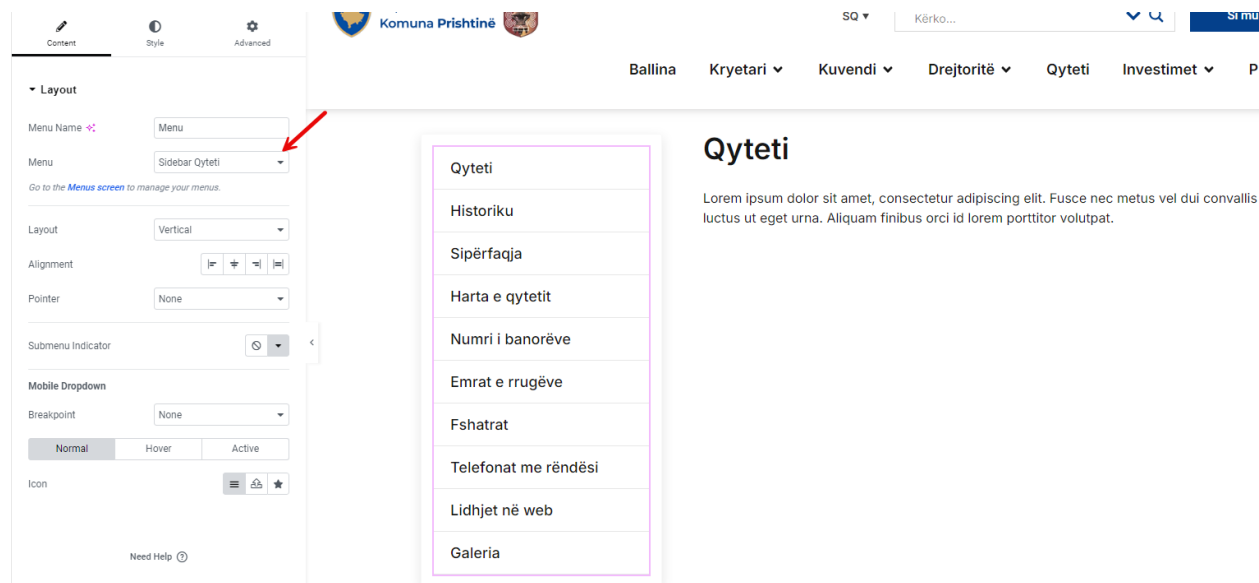 Content
Style
Advanced
Layout
Menu Name
Menu
Menu
Sidebar Qyteti
Go to the Menus screen to manage your menus.
Layout
Vertical
Alignment
Pointer
None
Submenu Indicator
Mobile Dropdown
Breakpoint
None
Normal
Hover
Active
Icon
Need Help
Komuna Prishtinë
SQ
Kërko...
Si mu
Ballina
Kryetari
Kuvendi
Drejtoritë
Qyteti
Investimet
P
Qyteti
Historiku
Sipërfaqja
Harta e qytetit
Numri i banorëve
Emrat e rrugëve
Fshatrat
Telefonat me rëndësi
Lidhjet në web
Galeria
Qyteti
Lorem ipsum dolor sit amet, consectetur adipiscing elit. Fusce nec metus vel dui convallis
luctus ut eget urna. Aliquam finibus orci id lorem porttitor volutpat.